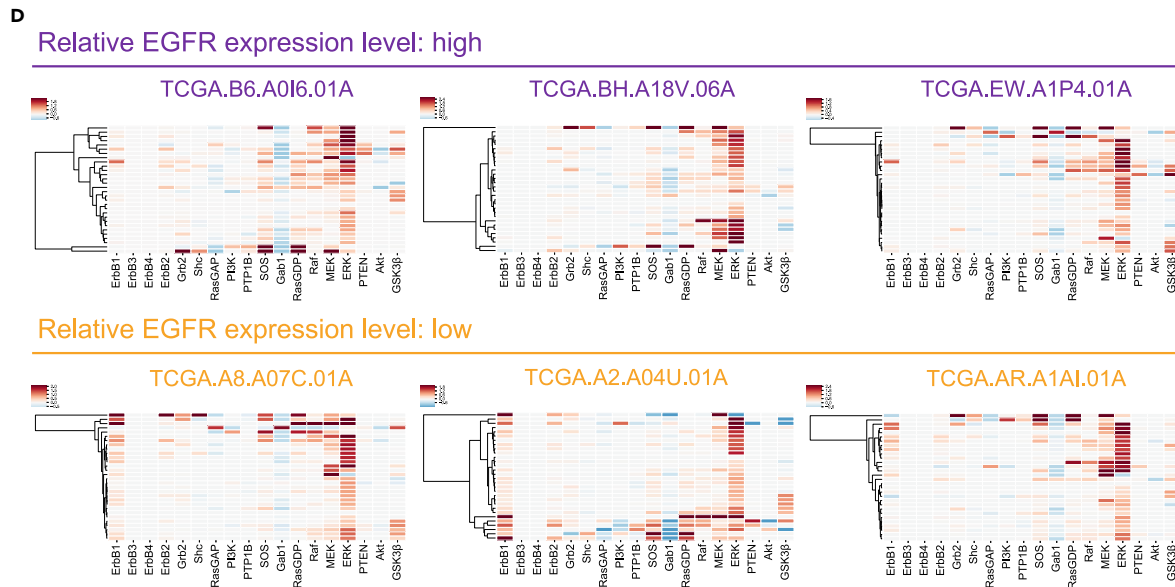 D
Relative EGFR expression level: high
TCGA.B6.A0I6.01A
TCGA.BH.A18V.06A
TCGA.EW.A1P4.01A
ErbB1
ErbB3
ErbB4
ErbB2
Grb2
Shc
RasGAP
PI3K
PTP1B
SOS
Gab1
RasGDP
Raf
MEK
ERK
PTEN
Akt
GSK3β
ErbB1
ErbB3
ErbB4
ErbB2
Grb2
Shc
RasGAP
PI3K
PTP1B
SOS
Gab1
RasGDP
Raf
MEK
ERK
PTEN
Akt
GSK3β
ErbB1
ErbB3
ErbB4
ErbB2
Grb2
Shc
RasGAP
PI3K
PTP1B
SOS
Gab1
RasGDP
Raf
MEK
ERK
PTEN
Akt
GSK3β
Relative EGFR expression level: low
TCGA.A8.A07C.01A
TCGA.A2.A04U.01A
TCGA.AR.A1AI.01A
ErbB1
ErbB3
ErbB4
ErbB2
Grb2
Shc
RasGAP
PI3K
PTP1B
SOS
Gab1
RasGDP
Raf
MEK
ERK
PTEN
Akt
GSK3β
ErbB1
ErbB3
ErbB4
ErbB2
Grb2
Shc
RasGAP
PI3K
PTP1B
SOS
Gab1
RasGDP
Raf
MEK
ERK
PTEN
Akt
GSK3β
ErbB1
ErbB3
ErbB4
ErbB2
Grb2
Shc
RasGAP
PI3K
PTP1B
SOS
Gab1
RasGDP
Raf
MEK
ERK
PTEN
Akt
GSK3β